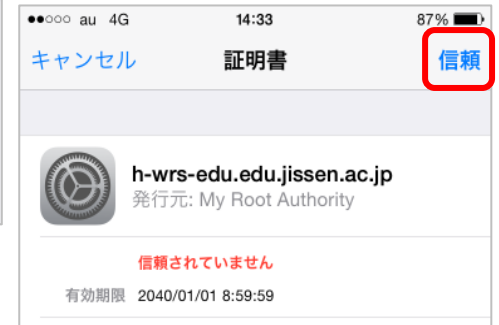 au 4G 14:33 87%
キャンセル 証明書 信頼
h-wrs-edu.edu.jissen.ac.jp
発行元: My Root Authority
信頼されていません
有効期限 2040/01/01 8:59:59